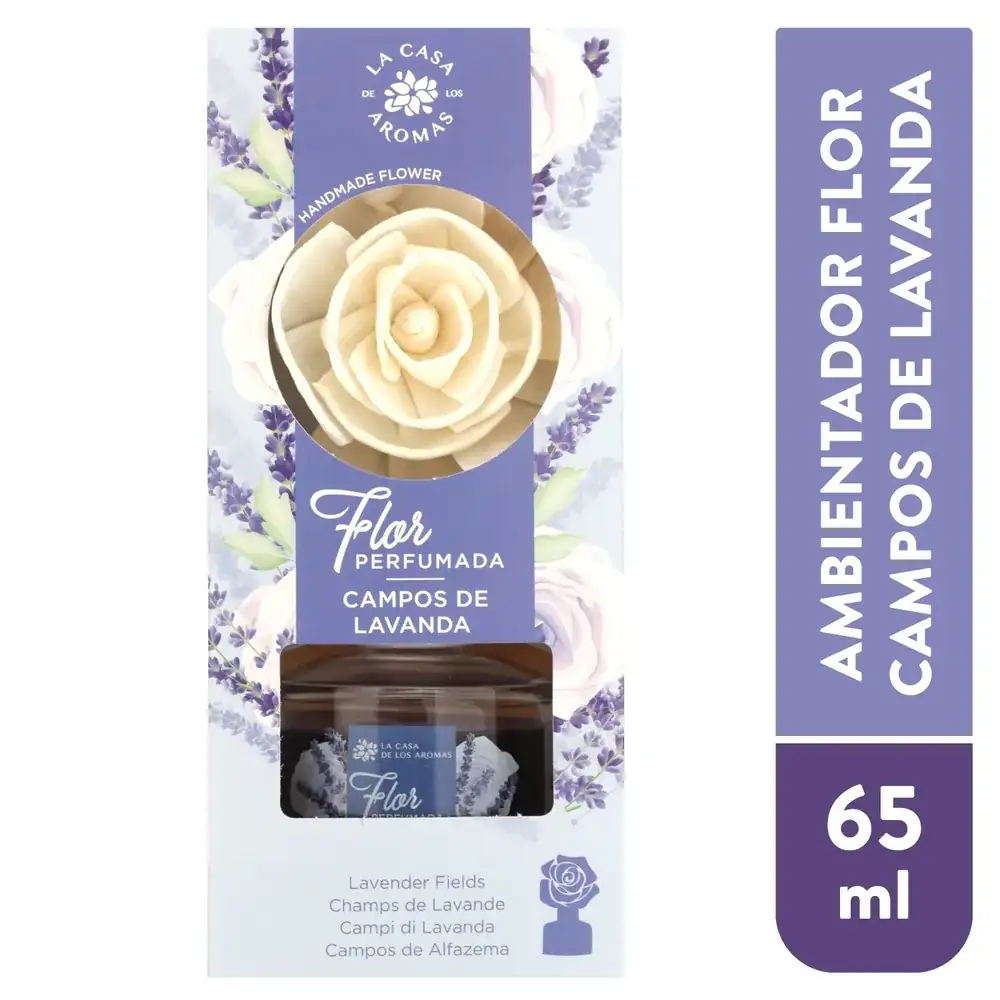 LA CASA
DE LOS
AROMAS
HANDMADE FLOWER
Flor
PERFUMADA
CAMPOS DE
LAVANDA
LA CASA
DE LOS AROMAS
Flor
PERFUMADA
Lavender Fields
Champs de Lavande
Campi di Lavanda
Campos de Alfazema
AMBIENTADOR FLOR
CAMPOS DE LAVANDA
65
ml